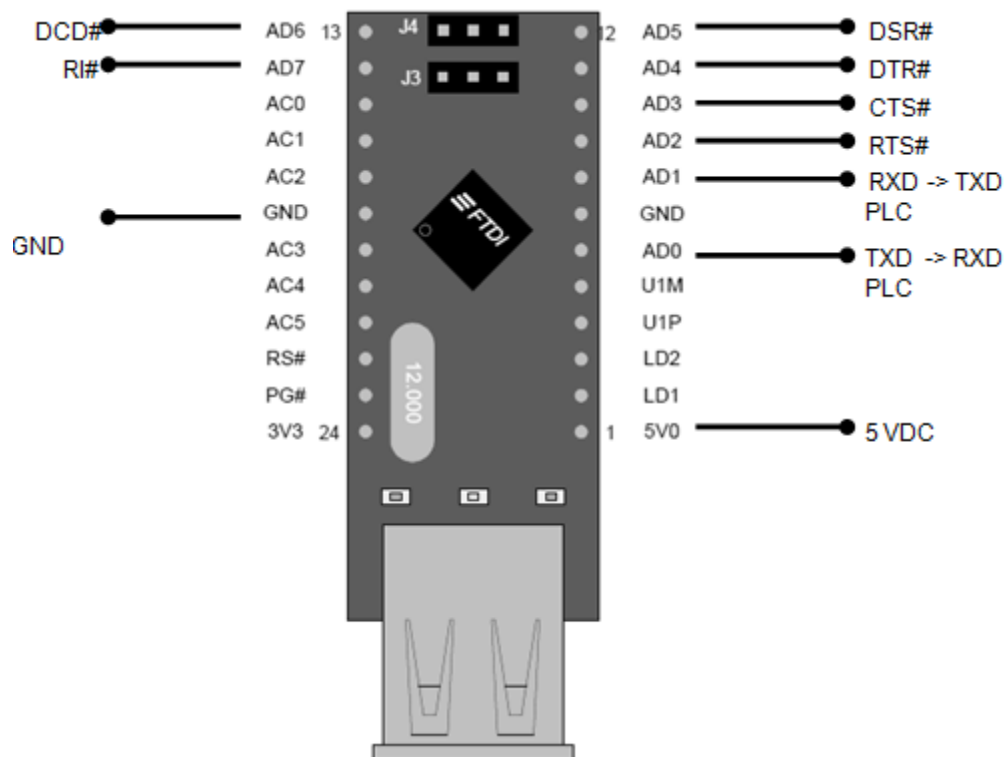 DCD# AD6 13 J4 12 AD5 DSR#
RI# AD7 J3 AD4 DTR#
AC0 AD3 CTS#
AC1 AD2 RTS#
AC2 AD1 RXD -> TXD
PLC
GND GND
GND
FTDI
AC3 AD0 TXD -> RXD
PLC
AC4 U1M
AC5 U1P
RS# LD2
12.000
PG# LD1
3V3 24 1 5V0 5 VDC